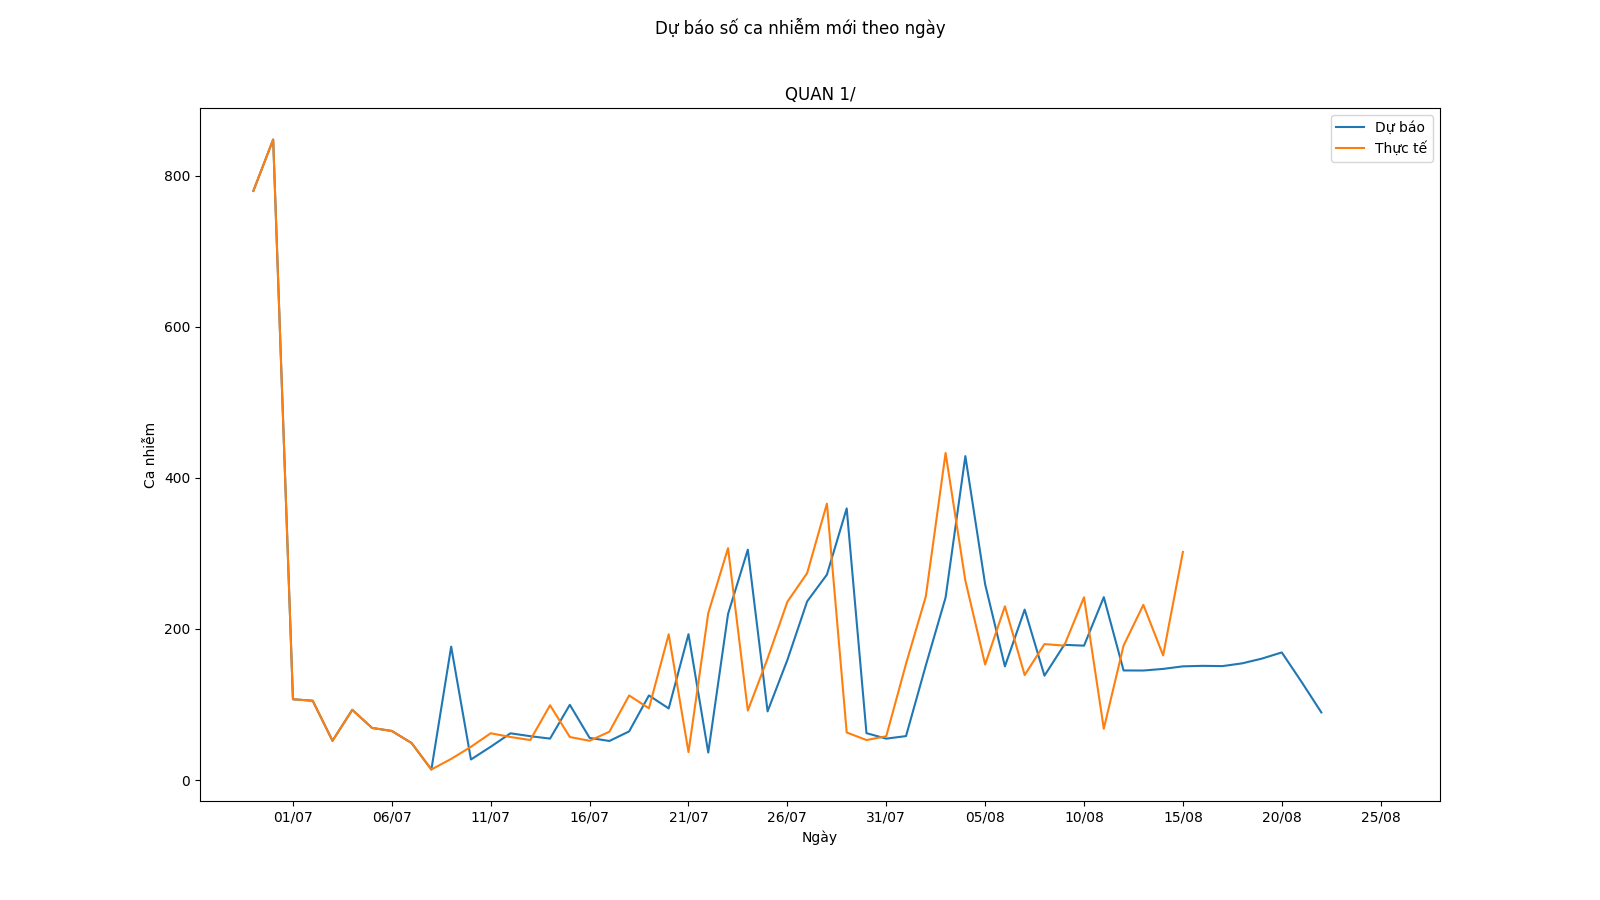 Dự báo số ca nhiễm mới theo ngày
QUAN 1/
Dự báo
Thực tế
800
600
400
200
0
Ca nhiễm
01/07 06/07 11/07 16/07 21/07 26/07 31/07 05/08 10/08 15/08 20/08 25/08
Ngày